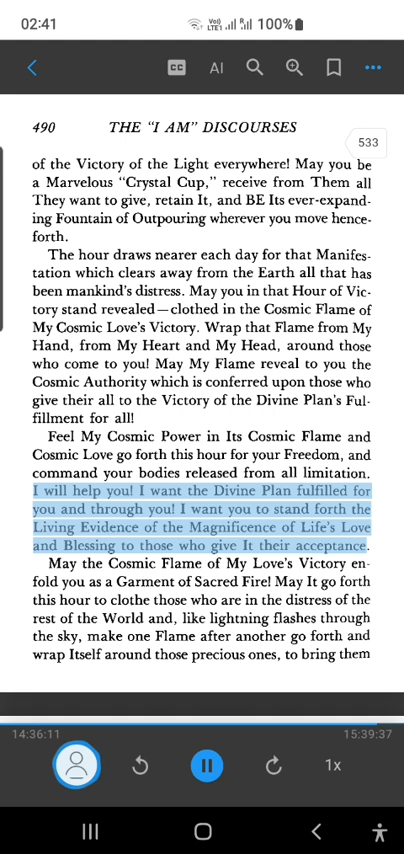 02:41
Vo))
LTE1
R
100%
CC
AI
490
THE "I AM" DISCOURSES
533
of the Victory of the Light everywhere! May you be
a Marvelous "Crystal Cup," receive from Them all
They want to give, retain It, and BE Its ever-expand-
ing Fountain of Outpouring wherever you move hence-
forth.
The hour draws nearer each day for that Manifes-
tation which clears away from the Earth all that has
been mankind's distress. May you in that Hour of Vic-
tory stand revealed—clothed in the Cosmic Flame of
My Cosmic Love's Victory. Wrap that Flame from My
Hand, from My Heart and My Head, around those
who come to you! May My Flame reveal to you the
Cosmic Authority which is conferred upon those who
give their all to the Victory of the Divine Plan's Ful-
fillment for all!
Feel My Cosmic Power in Its Cosmic Flame and
Cosmic Love go forth this hour for your Freedom, and
command your bodies released from all limitation.
I will help you! I want the Divine Plan fulfilled for
you and through you! I want you to stand forth the
Living Evidence of the Magnificence of Life's Love
and Blessing to those who give It their acceptance.
May the Cosmic Flame of My Love's Victory en-
fold you as a Garment of Sacred Fire! May It go forth
this hour to clothe those who are in the distress of the
rest of the World and, like lightning flashes through
the sky, make one Flame after another go forth and
wrap Itself around those precious ones, to bring them
14:36:11
15:39:37
1x